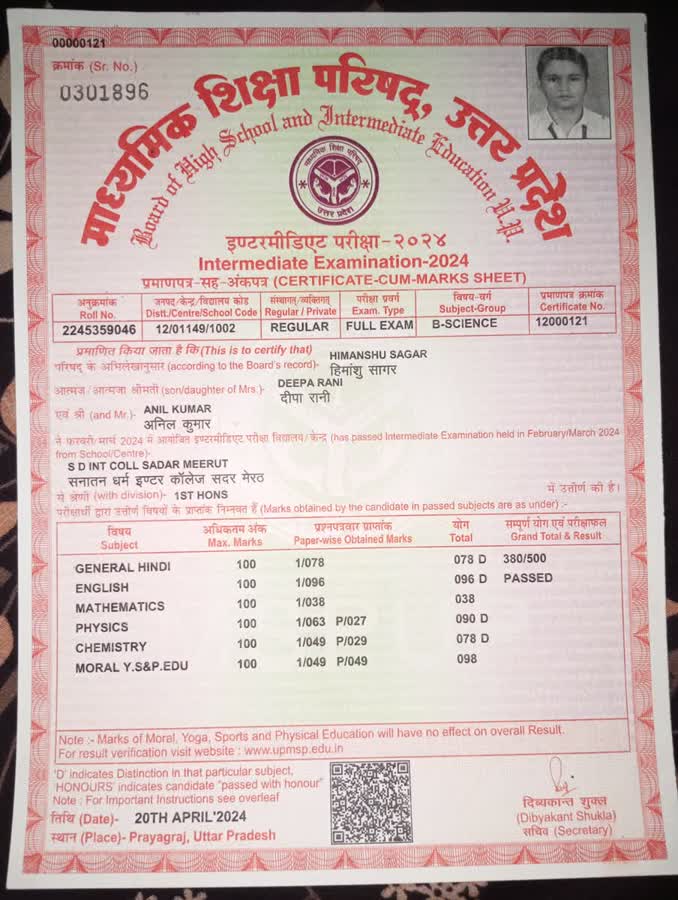 00000121
क्रमांक (Sr. No.)
0301896
माध्यमिक शिक्षा परिषद्, उत्तर प्रदेश
Board of High School and Intermediate Education U.P.
माध्यमिक शिक्षा परिषद
उत्तर प्रदेश
इण्टरमीडिएट परीक्षा-२०२४
Intermediate Examination-2024
प्रमाणपत्र-सह-अंकपत्र (CERTIFICATE-CUM-MARKS SHEET)
अनुक्रमांक जनपद/केन्द्र/विद्यालय कोड संस्थागत/व्यक्तिगत परीक्षा प्रवर्ग विषय-वर्ग प्रमाणपत्र क्रमांक
Roll No. Distt./Centre/School Code Regular / Private Exam. Type Subject-Group Certificate No.
2245359046 12/01149/1002 REGULAR FULL EXAM B-SCIENCE 12000121
प्रमाणित किया जाता है कि (This is to certify that) HIMANSHU SAGAR
परिषद के अभिलेखानुसार (according to the Board's record)- हिमांशु सागर
आत्मज/आत्मजा श्रीमती (son/daughter of Mrs.)- DEEPA RANI
दीपा रानी
एवं श्री (and Mr.)- ANIL KUMAR
अनिल कुमार
ने फरवरी/मार्च 2024 में आयोजित इण्टरमीडिएट परीक्षा विद्यालय/केन्द्र (has passed Intermediate Examination held in February/March 2024
from School/Centre)-
S D INT COLL SADAR MEERUT
सनातन धर्म इण्टर कॉलेज सदर मेरठ
से श्रेणी (with division)- 1ST HONS में उत्तीर्ण की है।
परीक्षार्थी द्वारा उत्तीर्ण विषयों के प्राप्तांक निम्नवत हैं (Marks obtained by the candidate in passed subjects are as under) :-
विषय अधिकतम अंक प्रश्नपत्रवार प्राप्तांक योग सम्पूर्ण योग एवं परीक्षाफल
Subject Max. Marks Paper-wise Obtained Marks Total Grand Total & Result
GENERAL HINDI 100 1/078 078 D 380/500
ENGLISH 100 1/096 096 D PASSED
MATHEMATICS 100 1/038 038
PHYSICS 100 1/063 P/027 090 D
CHEMISTRY 100 1/049 P/029 078 D
MORAL Y.S&P.EDU 100 1/049 P/049 098
Note :- Marks of Moral, Yoga, Sports and Physical Education will have no effect on overall Result.
For result verification visit website : www.upmsp.edu.in
'D' indicates Distinction in that particular subject,
'HONOURS' indicates candidate "passed with honour"
Note : For Important Instructions see overleaf
तिथि (Date)- 20TH APRIL'2024
स्थान (Place)- Prayagraj, Uttar Pradesh
दिब्यकान्त शुक्ल
(Dibyakant Shukla)
सचिव (Secretary)